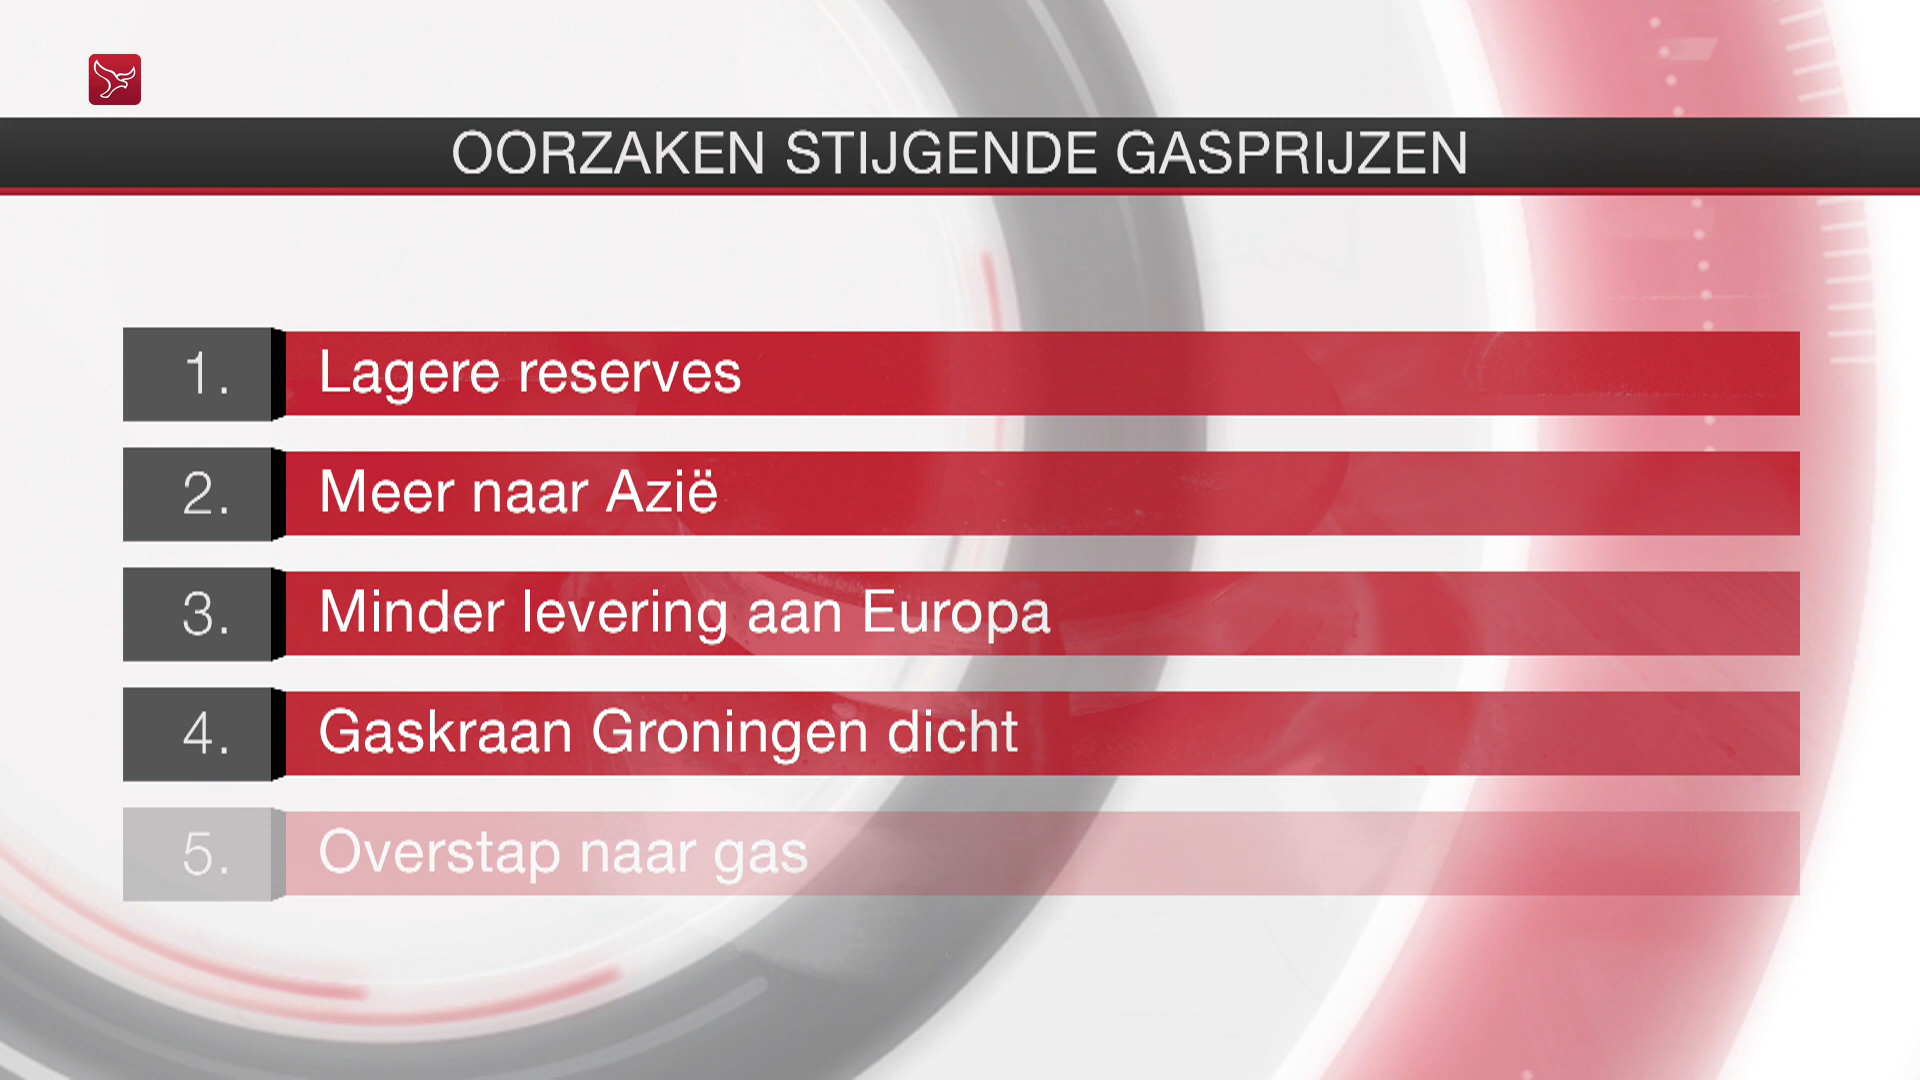 OORZAKEN STIJGENDE GASPRIJZEN
1. Lagere reserves
2. Meer naar Azië
3. Minder levering aan Europa
4. Gaskraan Groningen dicht
5. Overstap naar gas